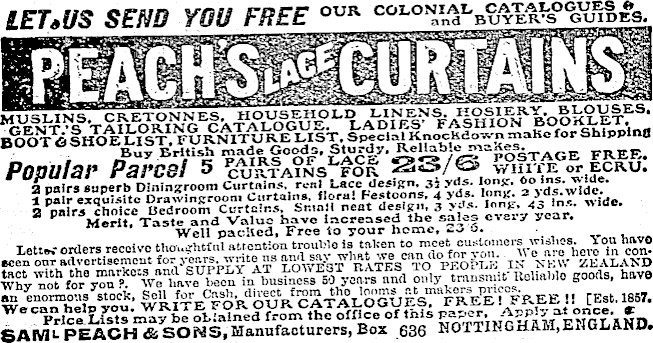 LET US SEND YOU FREE OUR COLONIAL CATALOGUES &
and BUYER'S GUIDES.
PEACH'S LACE CURTAINS
MUSLINS, CRETONNES, HOUSEHOLD LINENS, HOSIERY, BLOUSES,
GENT.'S TAILORING CATALOGUE, LADIES' FASHION BOOKLET,
BOOT & SHOE LIST, FURNITURE LIST, Special Knockdown make for Shipping
Buy British made Goods, Sturdy, Reliable makes.
Popular Parcel 5 PAIRS OF LACE CURTAINS FOR 23/6 POSTAGE FREE. WHITE or ECRU.
2 pairs superb Diningroom Curtains, real Lace design, 3½ yds. long, 60 ins. wide.
1 pair exquisite Drawingroom Curtains, floral Festoons, 4 yds. long, 2 yds. wide.
2 pairs choice Bedroom Curtains, Small neat design, 3 yds. long, 43 ins. wide.
Merit, Taste and Value have increased the sales every year.
Well packed, Free to your home, 23 6.
Letter orders receive thoughtful attention trouble is taken to meet customers wishes. You have
seen our advertisement for years, write us and say what we can do for you. We are here in con-
tact with the markets and SUPPLY AT LOWEST RATES TO PEOPLE IN NEW ZEALAND
Why not for you?. We have been in business 50 years and only transmit Reliable goods, have
an enormous stock, Sell for Cash, direct from the looms at makers prices.
We can help you. WRITE FOR OUR CATALOGUES, FREE! FREE!! [Est. 1857.
Price Lists may be obtained from the office of this paper. Apply at once.
SAML PEACH & SONS, Manufacturers, Box 636 NOTTINGHAM, ENGLAND.